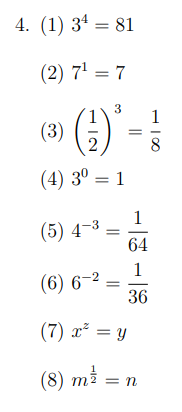 4. (1) 3⁴ = 81
(2) 7¹ = 7
(3) (1/2)³ = 1/8
(4) 3⁰ = 1
(5) 4⁻³ = 1/64
(6) 6⁻² = 1/36
(7) xᶻ = y
(8) m^(1/2) = n